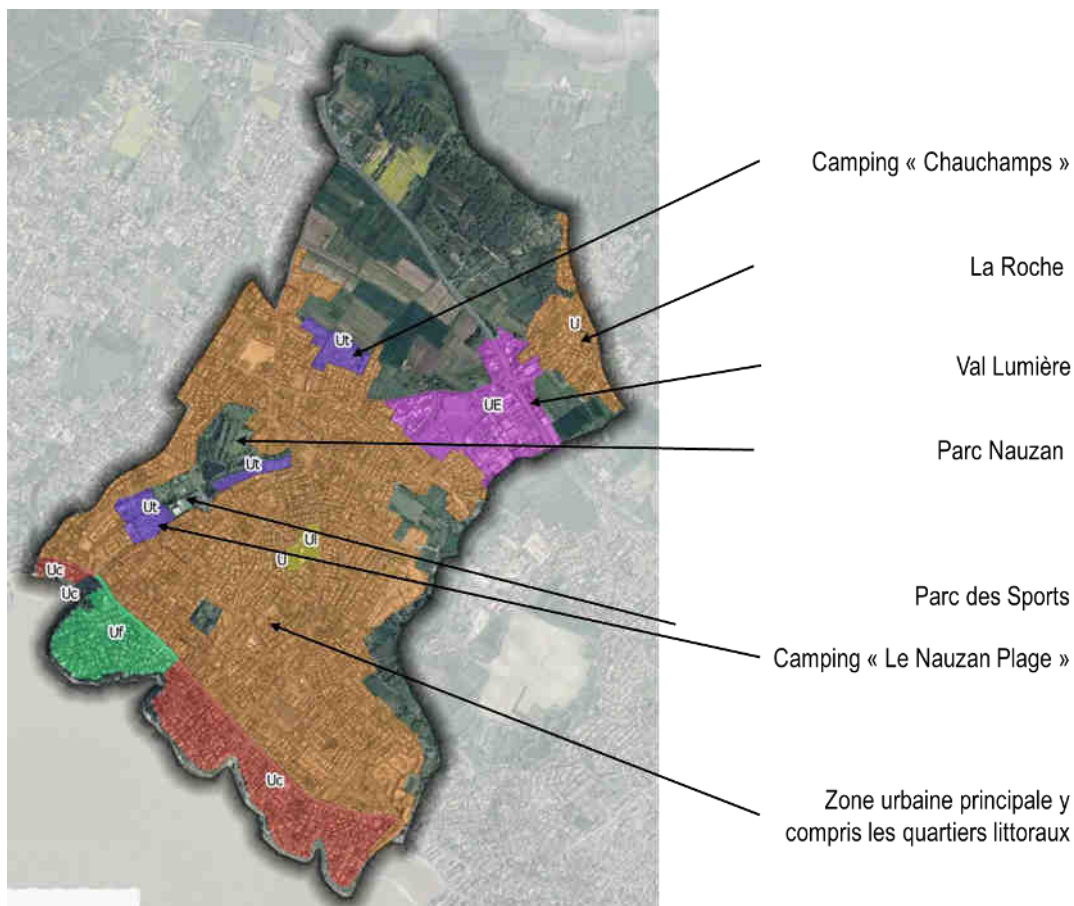 Camping « Chauchamps »
La Roche
Val Lumière
Parc Nauzan
Parc des Sports
Camping « Le Nauzan Plage »
Zone urbaine principale y
compris les quartiers littoraux
U
Ut
UE
Ut
Ut
Ul
U
Uc
Uc
Uf
Uc